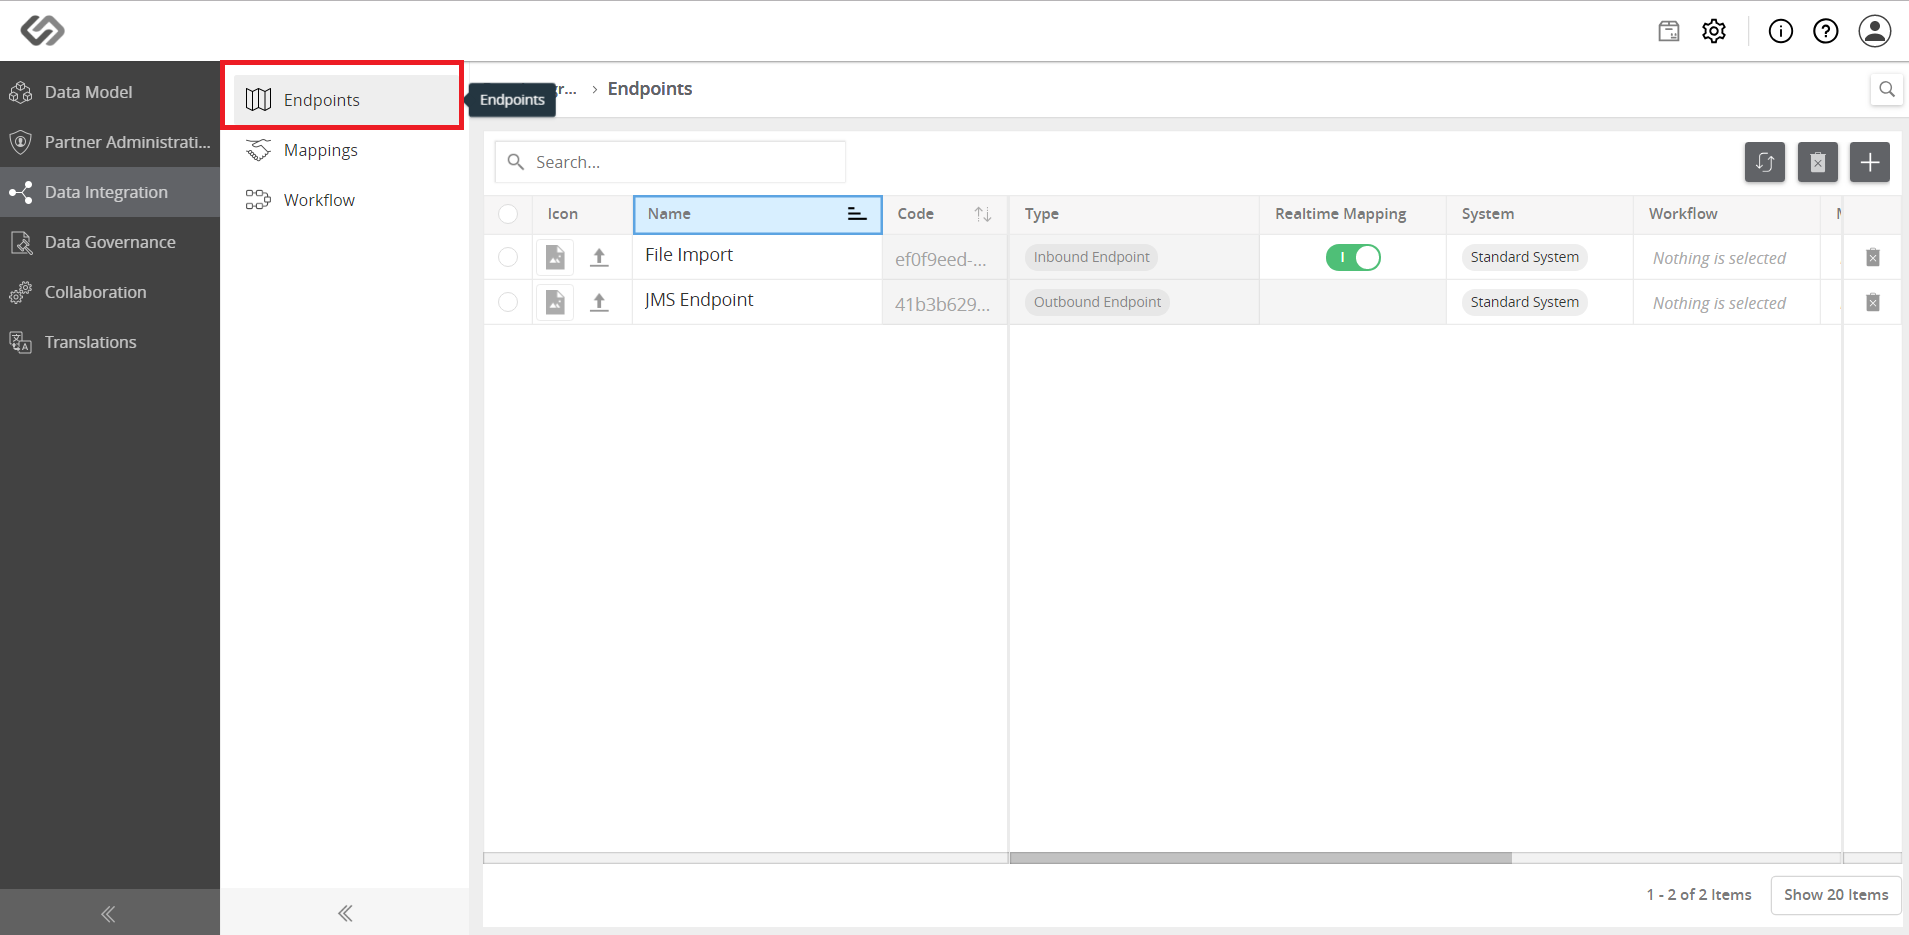 Data Model
Partner Administrati...
Data Integration
Data Governance
Collaboration
Translations
Endpoints
Mappings
Workflow
Endpoints
gr... › Endpoints
Search...
Icon Name Code Type Realtime Mapping System Workflow
File Import ef0f9eed-... Inbound Endpoint Standard System Nothing is selected
JMS Endpoint 41b3b629... Outbound Endpoint Standard System Nothing is selected
1 - 2 of 2 Items Show 20 Items